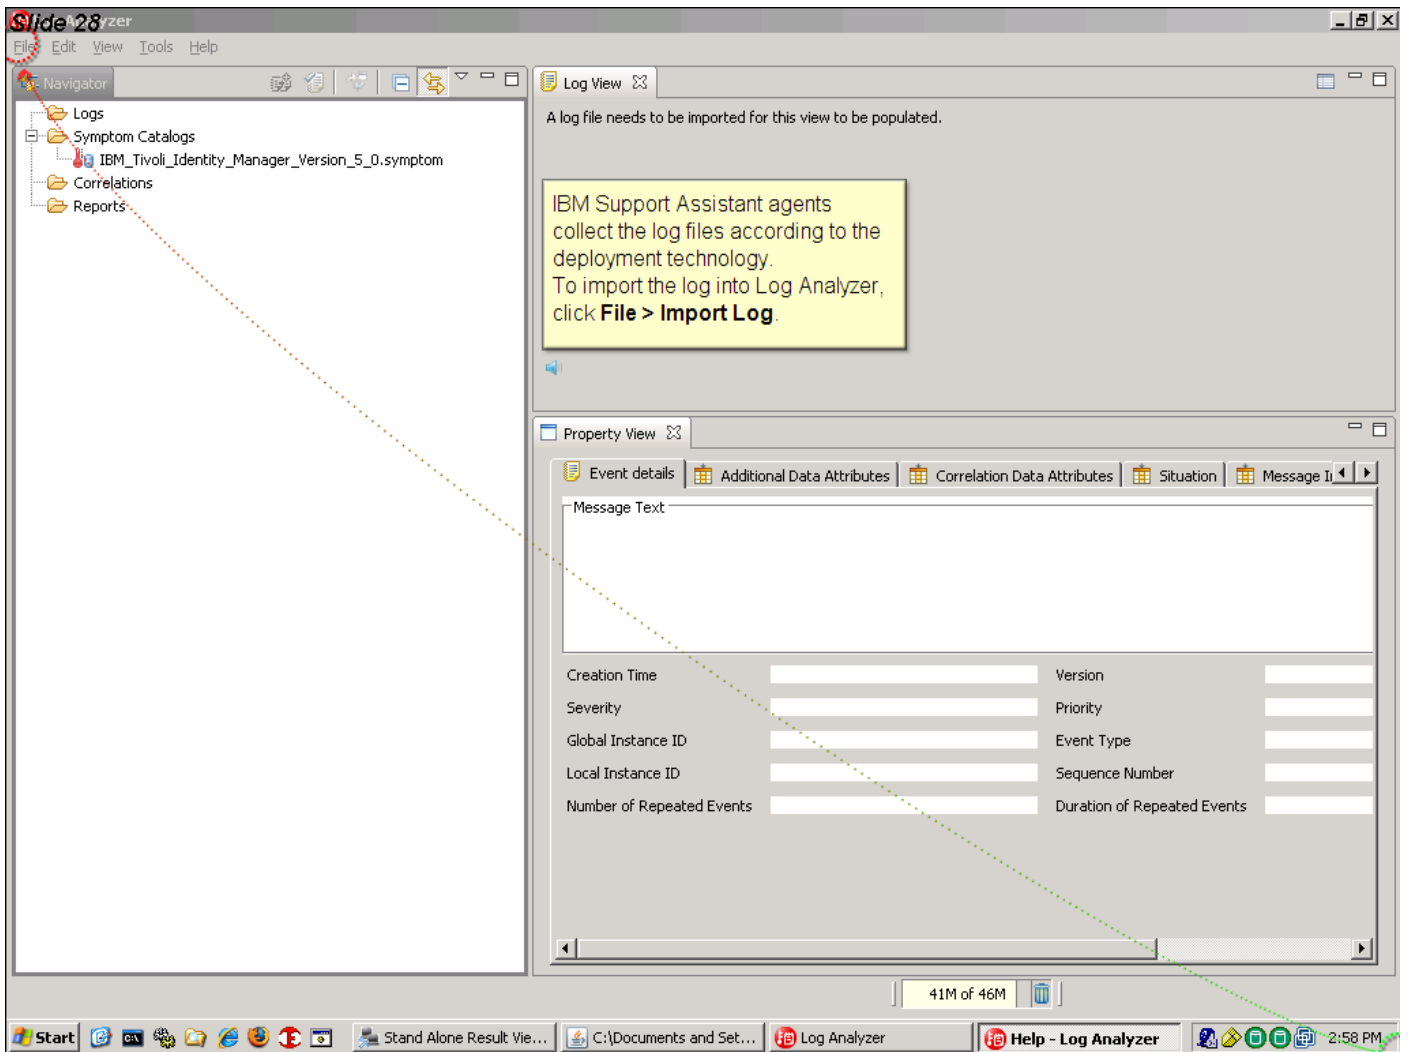 Slide 28
Analyzer
File Edit View Tools Help
Navigator
Logs
Symptom Catalogs
IBM_Tivoli_Identity_Manager_Version_5_0.symptom
Correlations
Reports
Log View
A log file needs to be imported for this view to be populated.
IBM Support Assistant agents
collect the log files according to the
deployment technology.
To import the log into Log Analyzer,
click File > Import Log.
Property View
Event details Additional Data Attributes Correlation Data Attributes Situation Message I
Message Text
Creation Time Version
Severity Priority
Global Instance ID Event Type
Local Instance ID Sequence Number
Number of Repeated Events Duration of Repeated Events
41M of 46M
Start Stand Alone Result Vie... C:\Documents and Set... Log Analyzer Help - Log Analyzer 2:58 PM